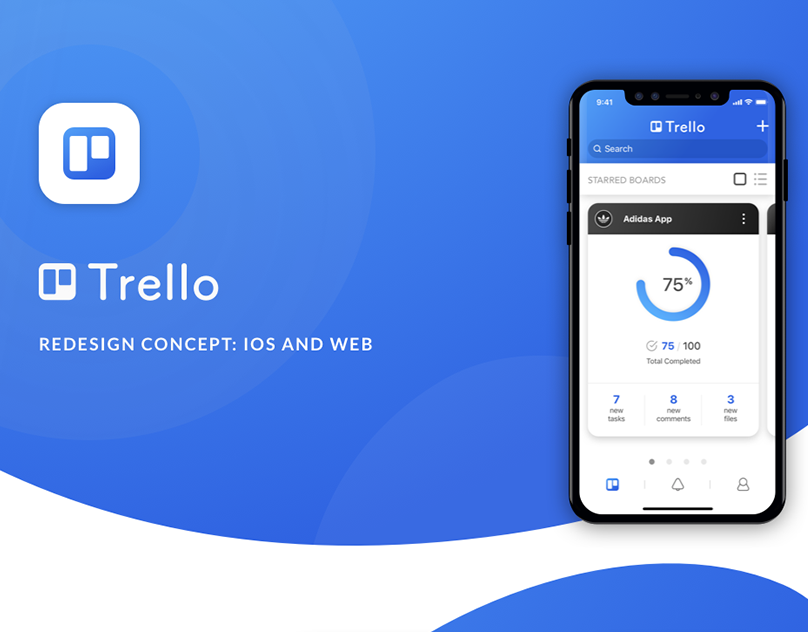 Trello
REDESIGN CONCEPT: IOS AND WEB
9:41
Trello
Search
STARRED BOARDS
Adidas App
75%
75 / 100
Total Completed
7 8 3
new new new
tasks comments files